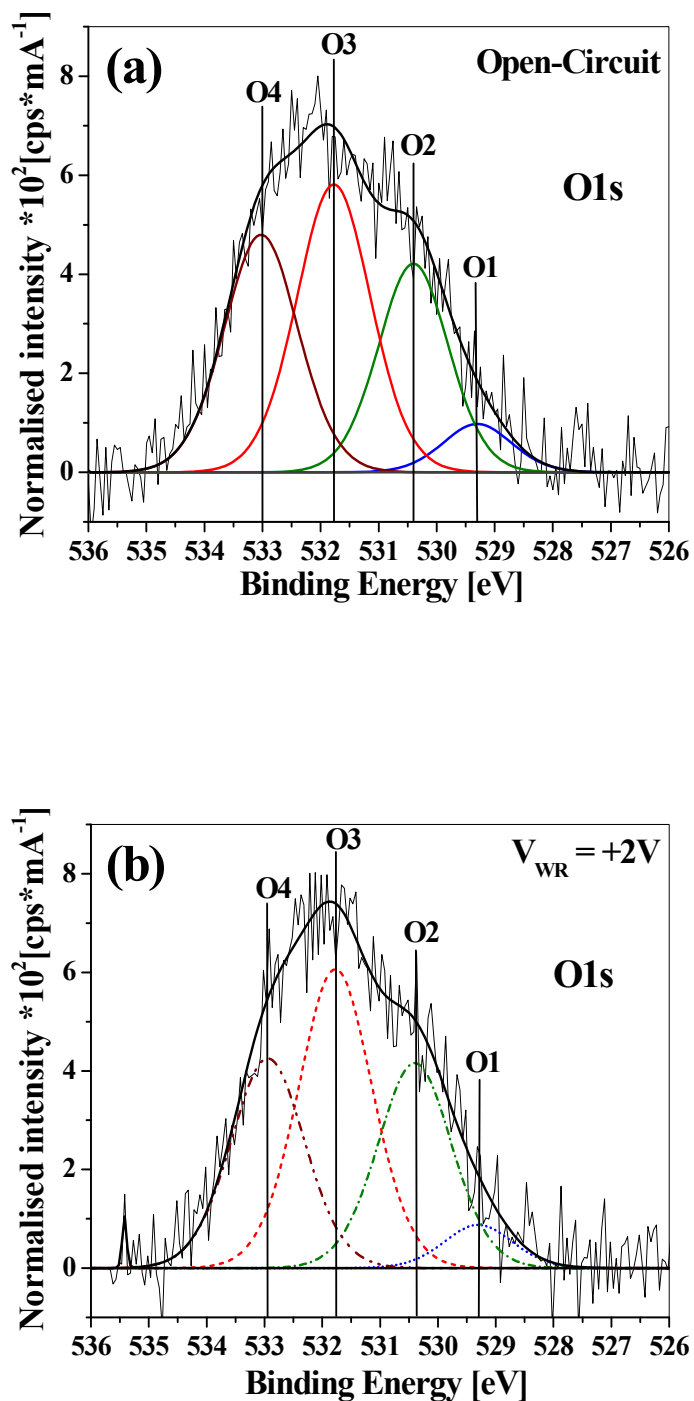 (a)
Open-Circuit
O4
O3
O2
O1
O1s
Normalised intensity *10²[cps*mA⁻¹]
8
6
4
2
0
536 535 534 533 532 531 530 529 528 527 526
Binding Energy [eV]
(b)
V_WR = +2V
O4
O3
O2
O1
O1s
Normalised intensity *10²[cps*mA⁻¹]
8
6
4
2
0
536 535 534 533 532 531 530 529 528 527 526
Binding Energy [eV]